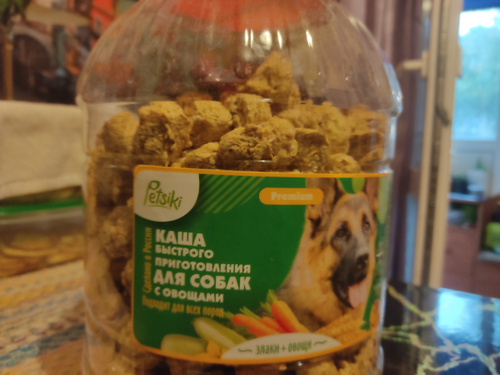 Petsiki
Premium
Сделано в России
КАША
БЫСТРОГО
ПРИГОТОВЛЕНИЯ
ДЛЯ СОБАК
С ОВОЩАМИ
Подходит для всех пород
ЗЛАКИ + ОВОЩИ